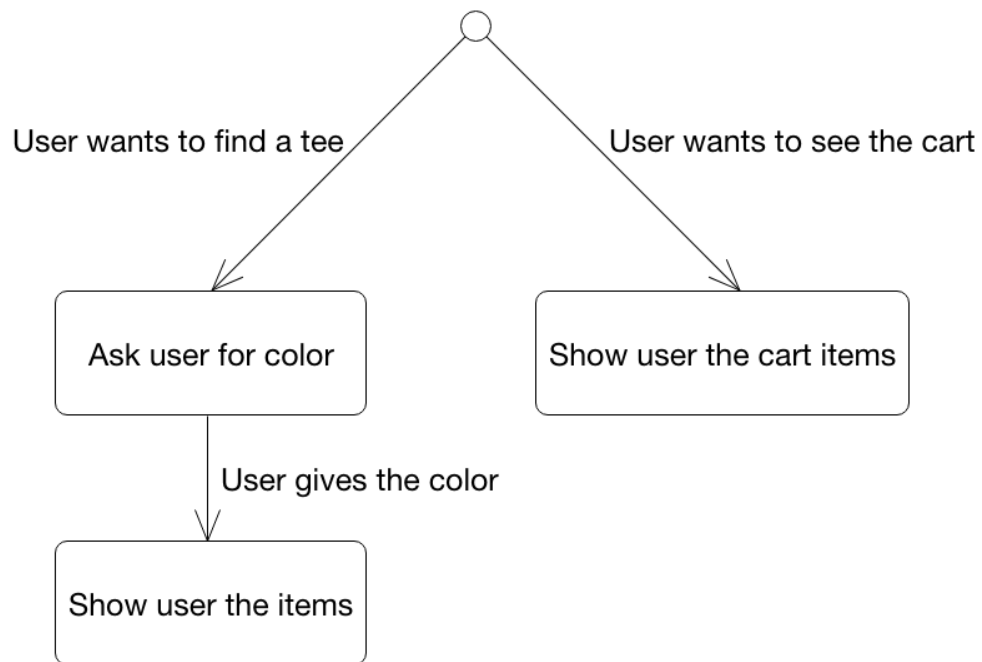 User wants to find a tee
User wants to see the cart
Ask user for color
Show user the cart items
User gives the color
Show user the items